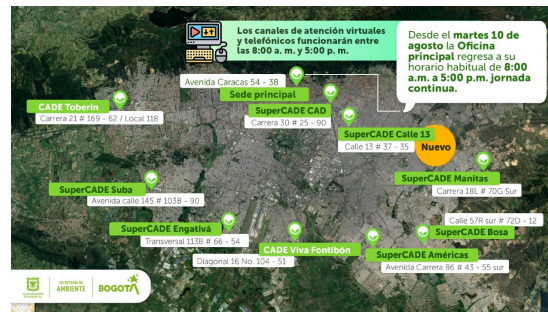 Los canales de atención virtuales
y telefónicos funcionarán entre
las 8:00 a. m. y 5:00 p. m.
Desde el martes 10 de
agosto la Oficina
principal regresa a su
horario habitual de 8:00
a.m. a 5:00 p.m. jornada
continua.
Avenida Caracas 54 - 38
Sede principal
CADE Toberín
Carrera 21 # 169 - 62 / Local 118
SuperCADE CAD
Carrera 30 # 25 - 90
SuperCADE Calle 13
Calle 13 # 37 - 35
Nuevo
SuperCADE Manitas
Carrera 18L # 70G Sur
SuperCADE Suba
Avenida calle 145 # 103B - 90
SuperCADE Engativá
Transversal 113B # 66 - 54
CADE Viva Fontibón
Diagonal 16 No. 104 - 51
Calle 57R sur # 72D - 12
SuperCADE Bosa
SuperCADE Américas
Avenida Carrera 86 # 43 - 55 sur
SECRETARÍA DE
AMBIENTE
BOGOTÁ